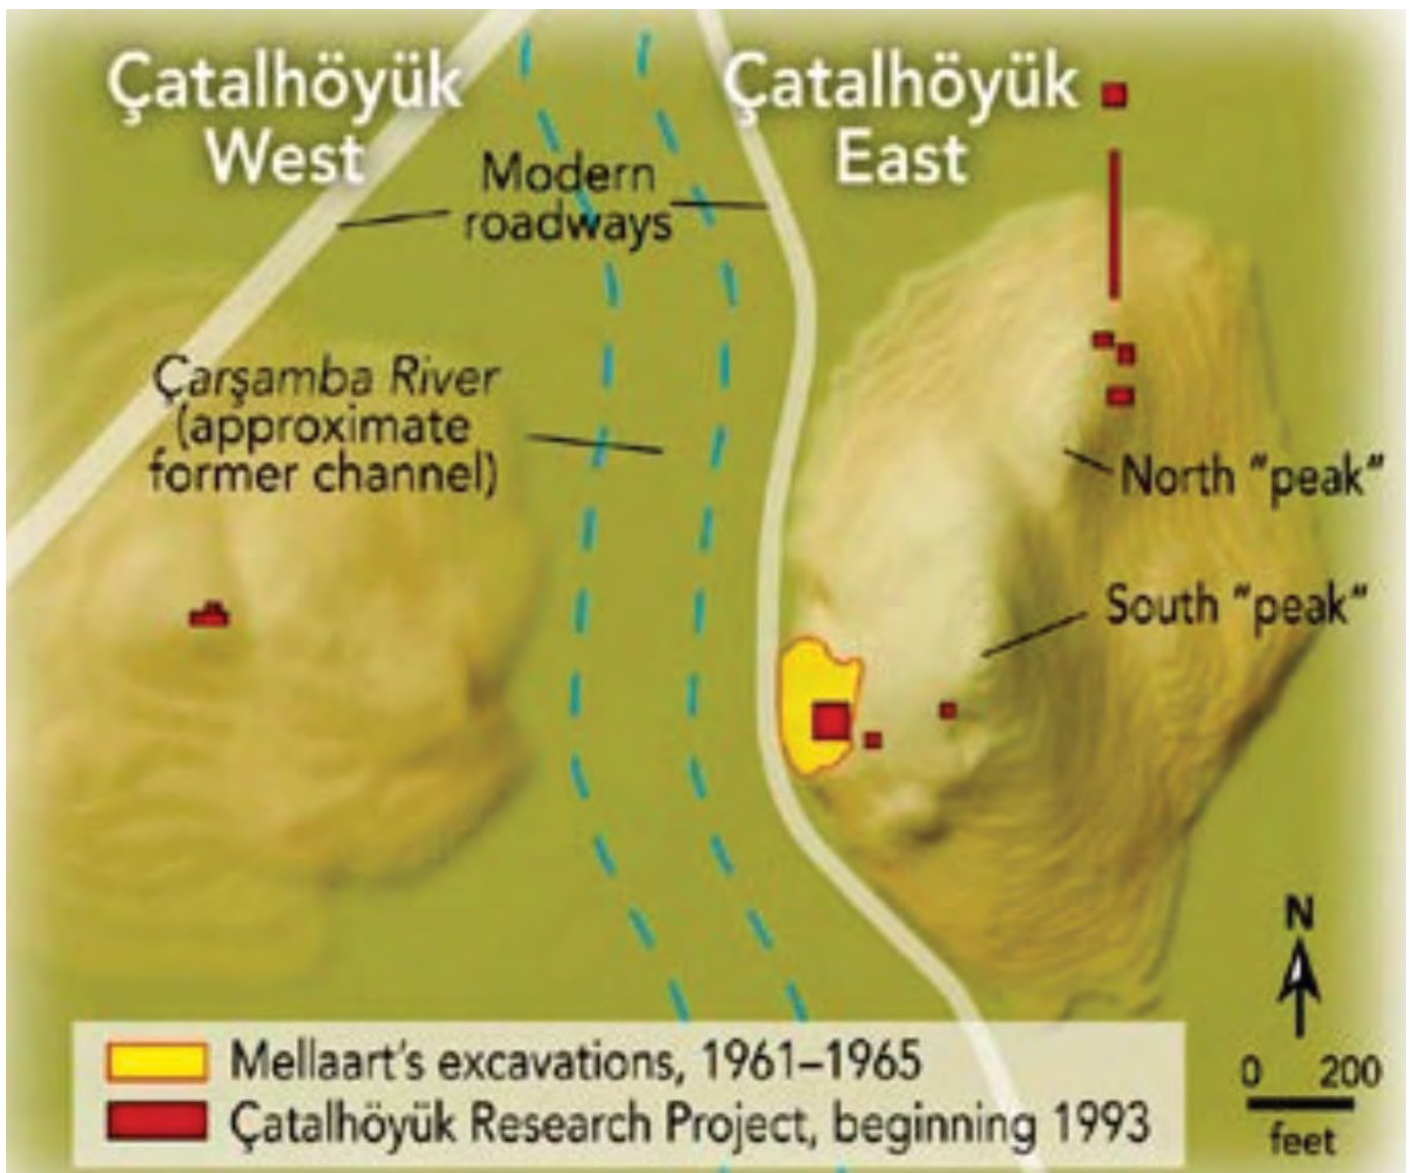 Çatalhöyük
West
Çatalhöyük
East
Modern
roadways
Çarşamba River
(approximate
former channel)
North "peak"
South "peak"
N
0 200
feet
Mellaart's excavations, 1961–1965
Çatalhöyük Research Project, beginning 1993